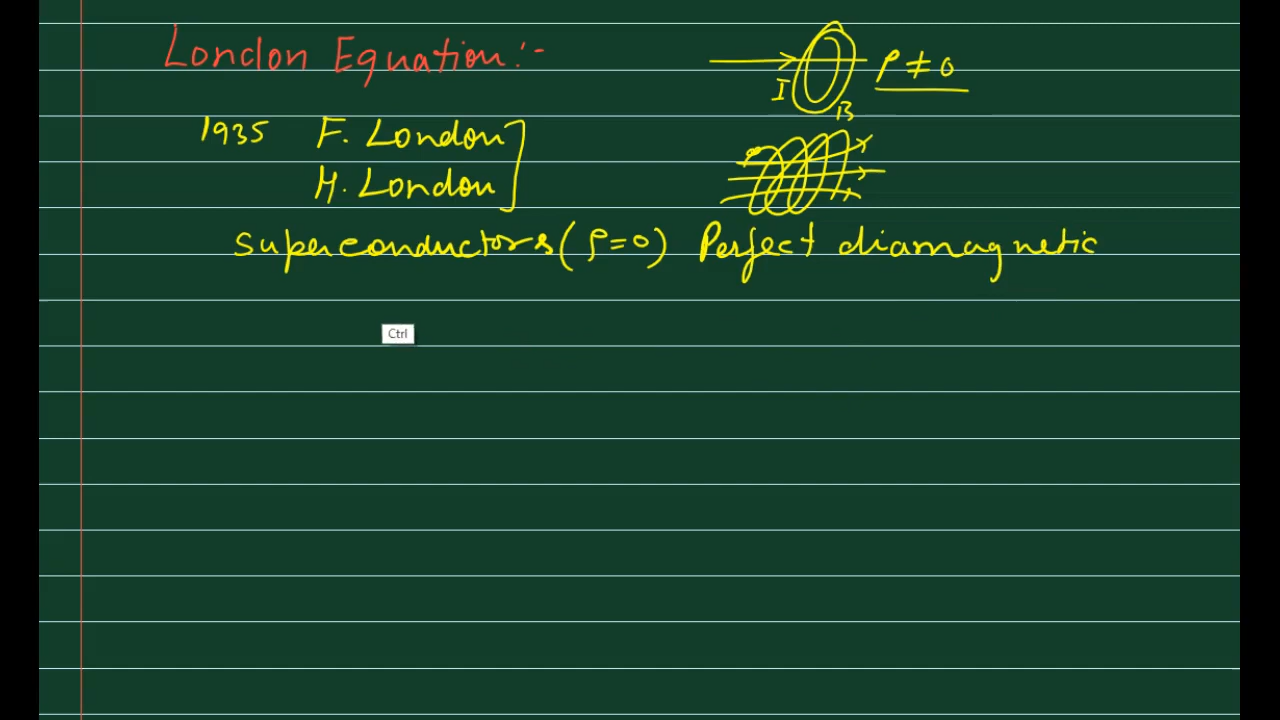 London Equation :-
I B ρ ≠ 0
1935 F. London
H. London
superconductors (ρ=0) Perfect diamagnetic
Ctrl